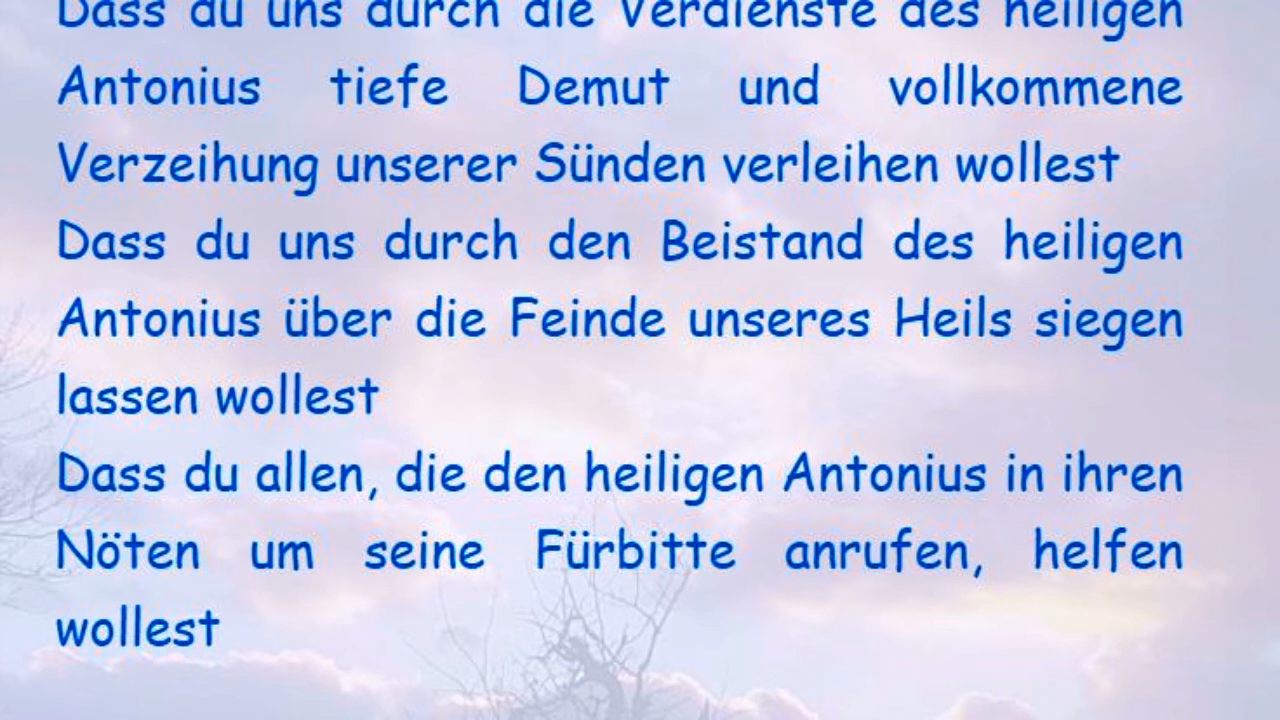 Dass du uns durch die Verdienste des heiligen
Antonius tiefe Demut und vollkommene
Verzeihung unserer Sünden verleihen wollest
Dass du uns durch den Beistand des heiligen
Antonius über die Feinde unseres Heils siegen
lassen wollest
Dass du allen, die den heiligen Antonius in ihren
Nöten um seine Fürbitte anrufen, helfen
wollest